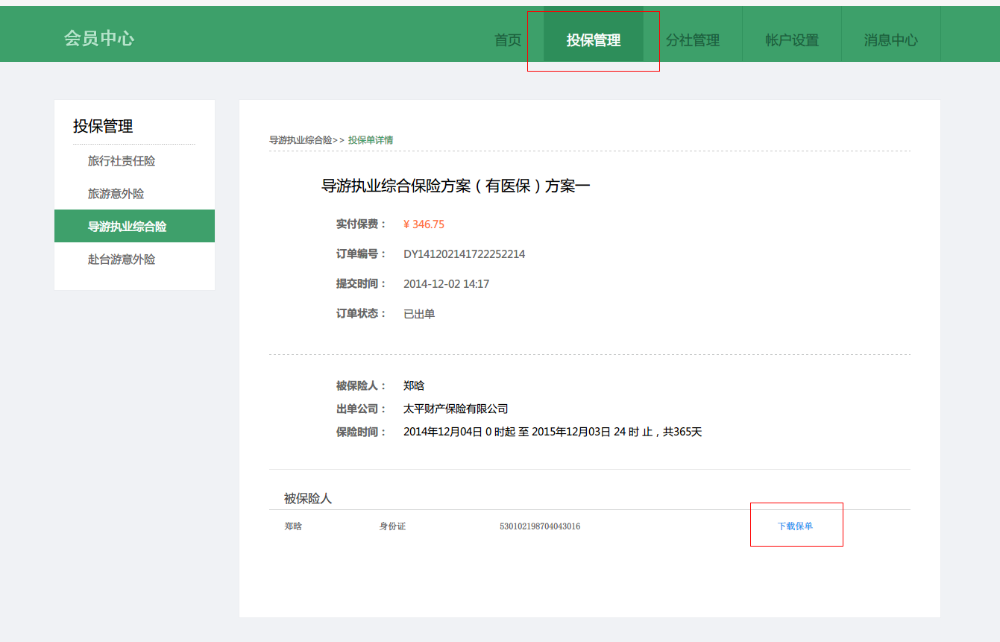 会员中心
首页 投保管理 分社管理 帐户设置 消息中心
投保管理
旅行社责任险
旅游意外险
导游执业综合险
赴台游意外险
导游执业综合险>> 投保单详情
导游执业综合保险方案（有医保）方案一
实付保费： ¥ 346.75
订单编号： DY141202141722252214
提交时间： 2014-12-02 14:17
订单状态： 已出单
被保险人： 郑晗
出单公司： 太平财产保险有限公司
保险时间： 2014年12月04日 0 时起 至 2015年12月03日 24 时 止，共365天
被保险人
郑晗 身份证 530102198704043016 下载保单